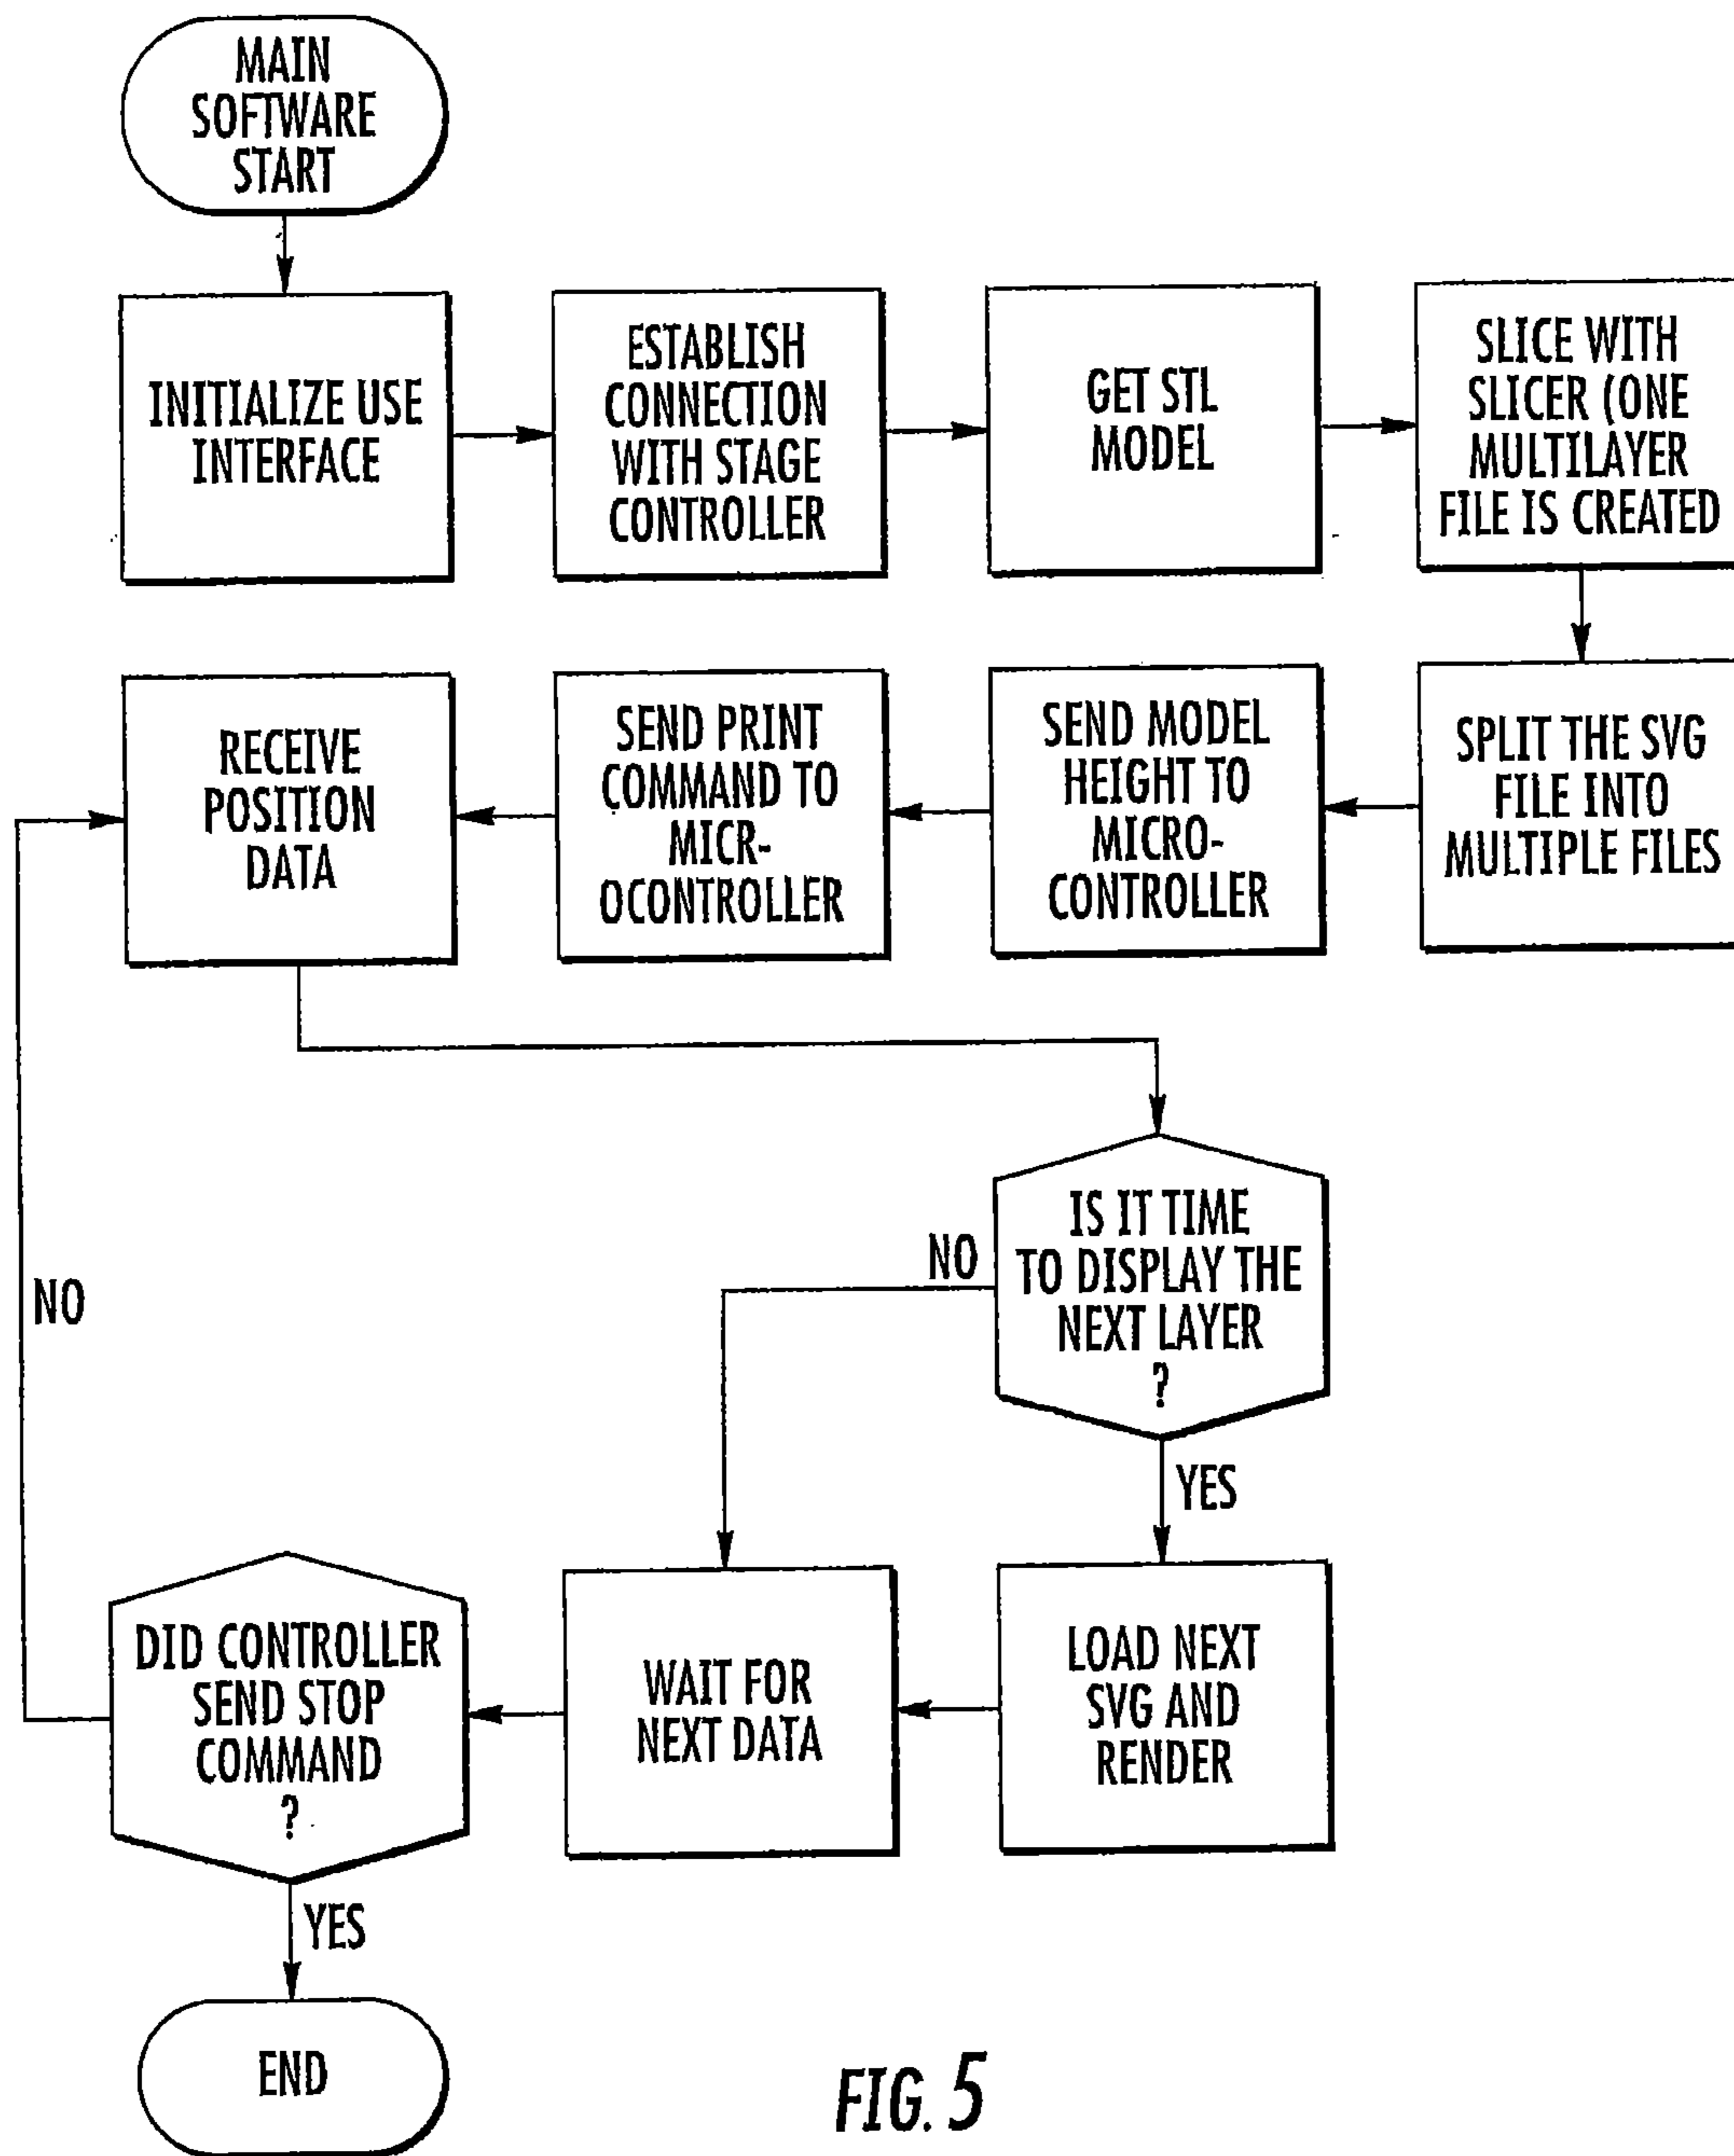 MAIN
SOFTWARE
START
INITIALIZE USE
INTERFACE
ESTABLISH
CONNECTION
WITH STAGE
CONTROLLER
GET STL
MODEL
SLICE WITH
SLICER (ONE
MULTILAYER
FILE IS CREATED
SPLIT THE SVG
FILE INTO
MULTIPLE FILES
SEND MODEL
HEIGHT TO
MICRO-
CONTROLLER
SEND PRINT
COMMAND TO
MICR-
OCONTROLLER
RECEIVE
POSITION
DATA
IS IT TIME
TO DISPLAY THE
NEXT LAYER
?
NO
YES
LOAD NEXT
SVG AND
RENDER
WAIT FOR
NEXT DATA
DID CONTROLLER
SEND STOP
COMMAND
?
NO
YES
END
FIG. 5